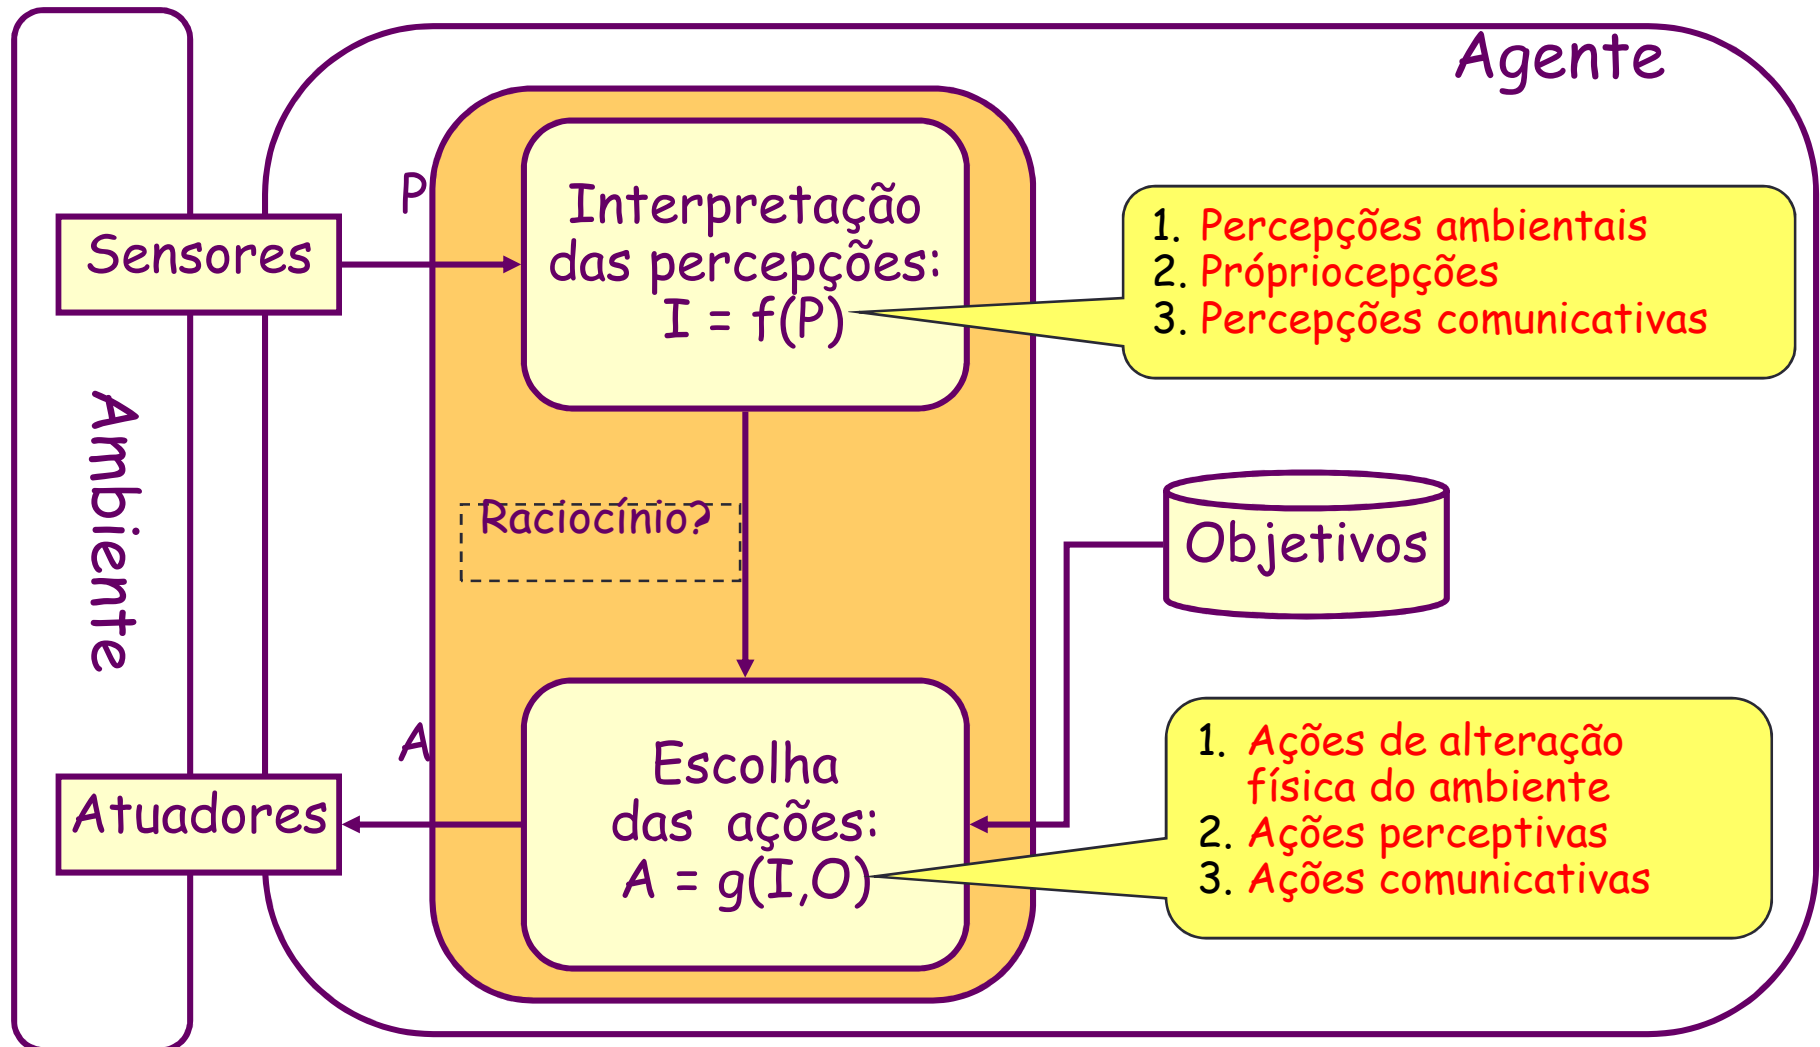 Agente
Ambiente
P
Sensores
Interpretação
das percepções:
I = f(P)
1. Percepções ambientais
2. Própriocepções
3. Percepções comunicativas
Raciocínio?
Objetivos
A
Atuadores
Escolha
das ações:
A = g(I,O)
1. Ações de alteração
física do ambiente
2. Ações perceptivas
3. Ações comunicativas